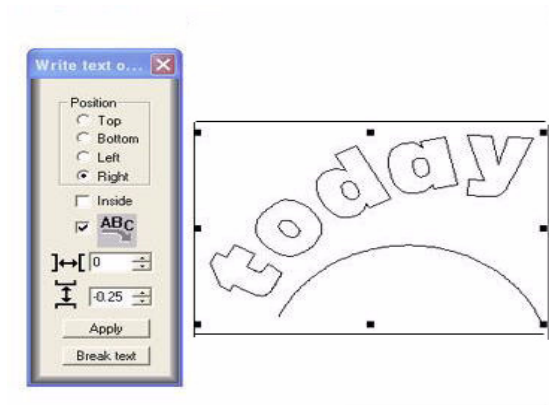 Write text o...
Position
Top
Bottom
Left
Right
Inside
ABC
0
-0.25
Apply
Break text
today